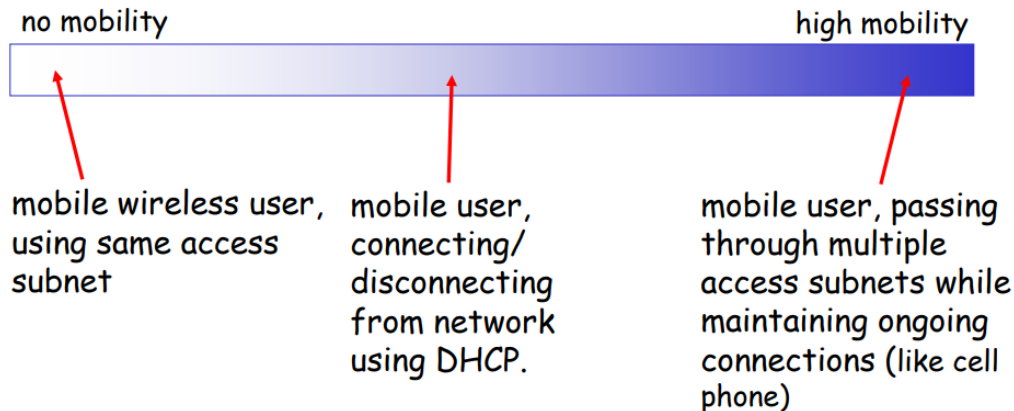 no mobility
high mobility
mobile wireless user,
using same access
subnet
mobile user,
connecting/
disconnecting
from network
using DHCP.
mobile user, passing
through multiple
access subnets while
maintaining ongoing
connections (like cell
phone)